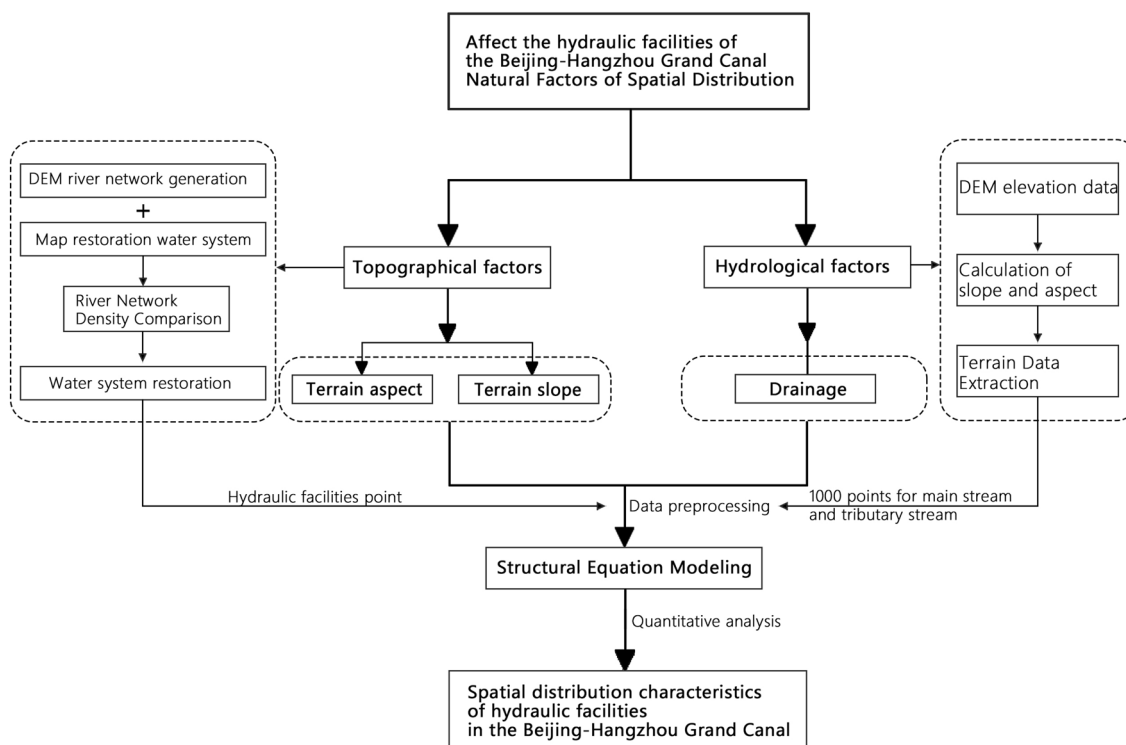 Affect the hydraulic facilities of
the Beijing-Hangzhou Grand Canal
Natural Factors of Spatial Distribution
DEM river network generation
+
Map restoration water system
River Network
Density Comparison
Water system restoration
Topographical factors
Hydrological factors
DEM elevation data
Calculation of
slope and aspect
Terrain Data
Extraction
Terrain aspect
Terrain slope
Drainage
Hydraulic facilities point
Data preprocessing
1000 points for main stream
and tributary stream
Structural Equation Modeling
Quantitative analysis
Spatial distribution characteristics
of hydraulic facilities
in the Beijing-Hangzhou Grand Canal